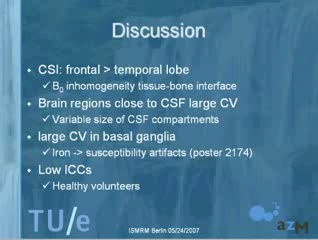 Discussion
• CSI: frontal > temporal lobe
✓ B₀ inhomogeneity tissue-bone interface
• Brain regions close to CSF large CV
✓ Variable size of CSF compartments
• large CV in basal ganglia
✓ Iron -> susceptibility artifacts (poster 2174)
• Low ICCs
✓ Healthy volunteers
TU/e
ISMRM Berlin 05/24/2007
azM